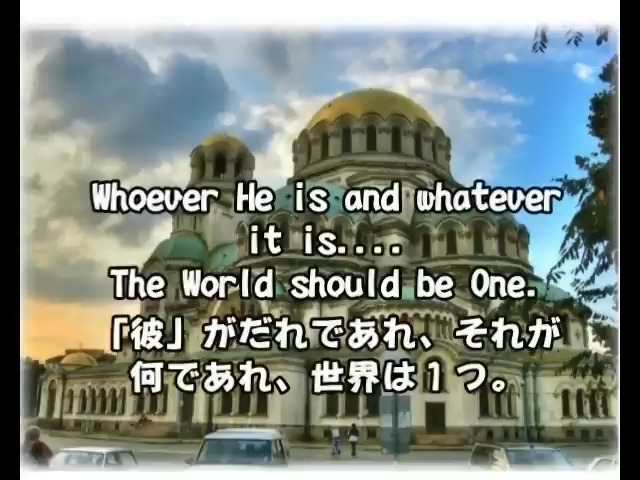 Whoever He is and whatever
it is....
The World should be One.
「彼」がだれであれ、それが
何であれ、世界は１つ。